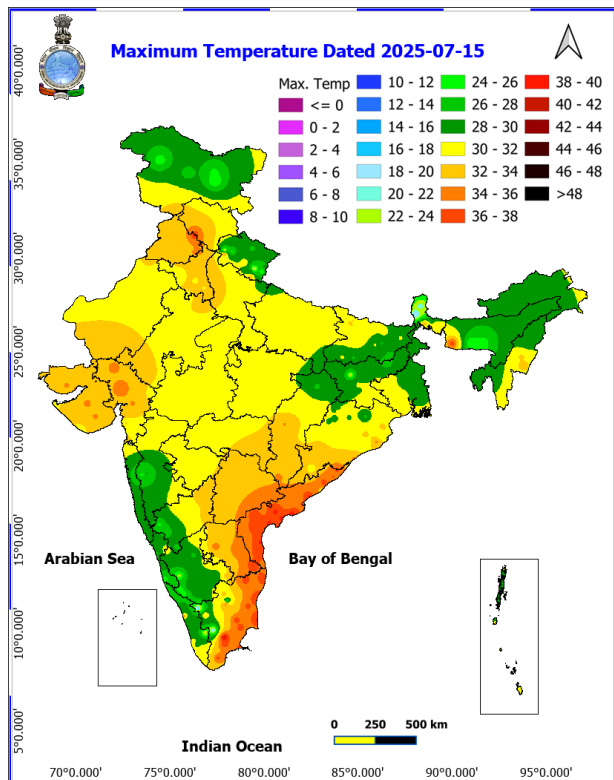 Maximum Temperature Dated 2025-07-15
Max. Temp
<= 0
0 - 2
2 - 4
4 - 6
6 - 8
8 - 10
10 - 12
12 - 14
14 - 16
16 - 18
18 - 20
20 - 22
22 - 24
24 - 26
26 - 28
28 - 30
30 - 32
32 - 34
34 - 36
36 - 38
38 - 40
40 - 42
42 - 44
44 - 46
46 - 48
>48
40°0.000'
35°0.000'
30°0.000'
25°0.000'
20°0.000'
15°0.000'
10°0.000'
5°0.000'
Arabian Sea
Bay of Bengal
Indian Ocean
0 250 500 km
70°0.000' 75°0.000' 80°0.000' 85°0.000' 90°0.000' 95°0.000'